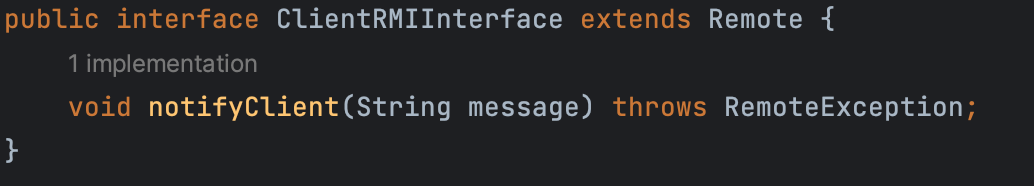 public interface ClientRMIInterface extends Remote {
1 implementation
void notifyClient(String message) throws RemoteException;
}